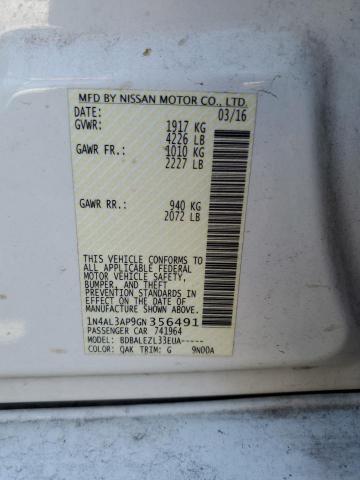 MFD BY NISSAN MOTOR CO., LTD.
DATE: 03/16
GVWR: 1917 KG
4226 LB
GAWR FR.: 1010 KG
2227 LB
GAWR RR.: 940 KG
2072 LB
THIS VEHICLE CONFORMS TO
ALL APPLICABLE FEDERAL
MOTOR VEHICLE SAFETY,
BUMPER, AND THEFT
PREVENTION STANDARDS IN
EFFECT ON THE DATE OF
MANUFACTURE SHOWN ABOVE.
1N4AL3AP9GN356491
PASSENGER CAR 741964
MODEL: BDBALEZL33EUA-----
COLOR: QAK TRIM: G 9N00A